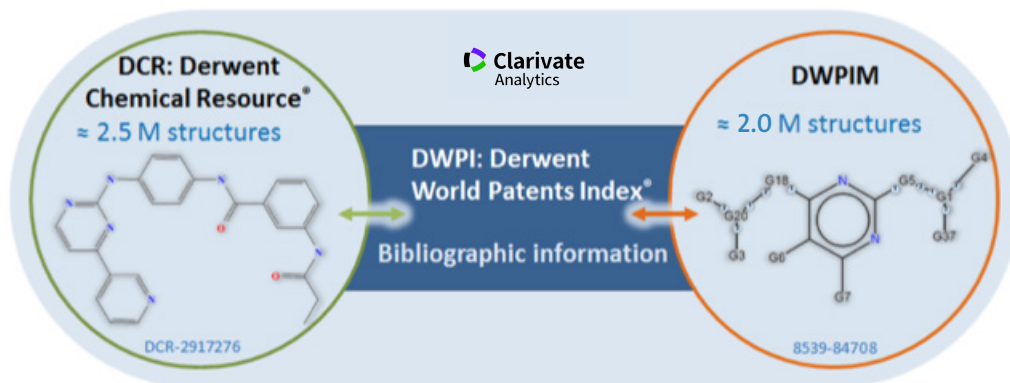 DCR: Derwent
Chemical Resource®
≈ 2.5 M structures
N
N
N
N
N
O
O
N
DCR-2917276
Clarivate
Analytics
DWPI: Derwent
World Patents Index®
Bibliographic information
DWPIM
≈ 2.0 M structures
G4
G18
N
G5
G2
G20
G1
G3
G6
N
G37
G7
8539-84708